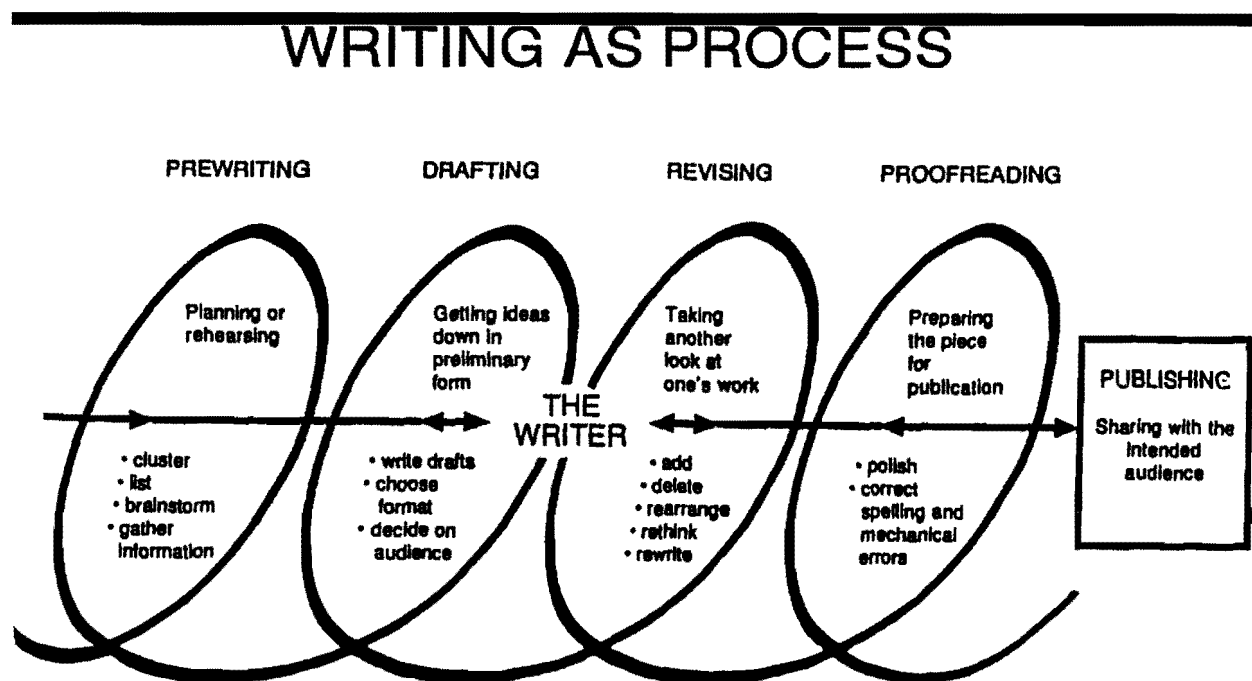 WRITING AS PROCESS
PREWRITING
DRAFTING
REVISING
PROOFREADING
Planning or
rehearsing
• cluster
• list
• brainstorm
• gather
information
Getting ideas
down in
preliminary
form
• write drafts
• choose
format
• decide on
audience
THE
WRITER
Taking
another
look at
one's work
• add
• delete
• rearrange
• rethink
• rewrite
Preparing
the piece
for
publication
• polish
• correct
spelling and
mechanical
errors
PUBLISHING
Sharing with the
intended
audience